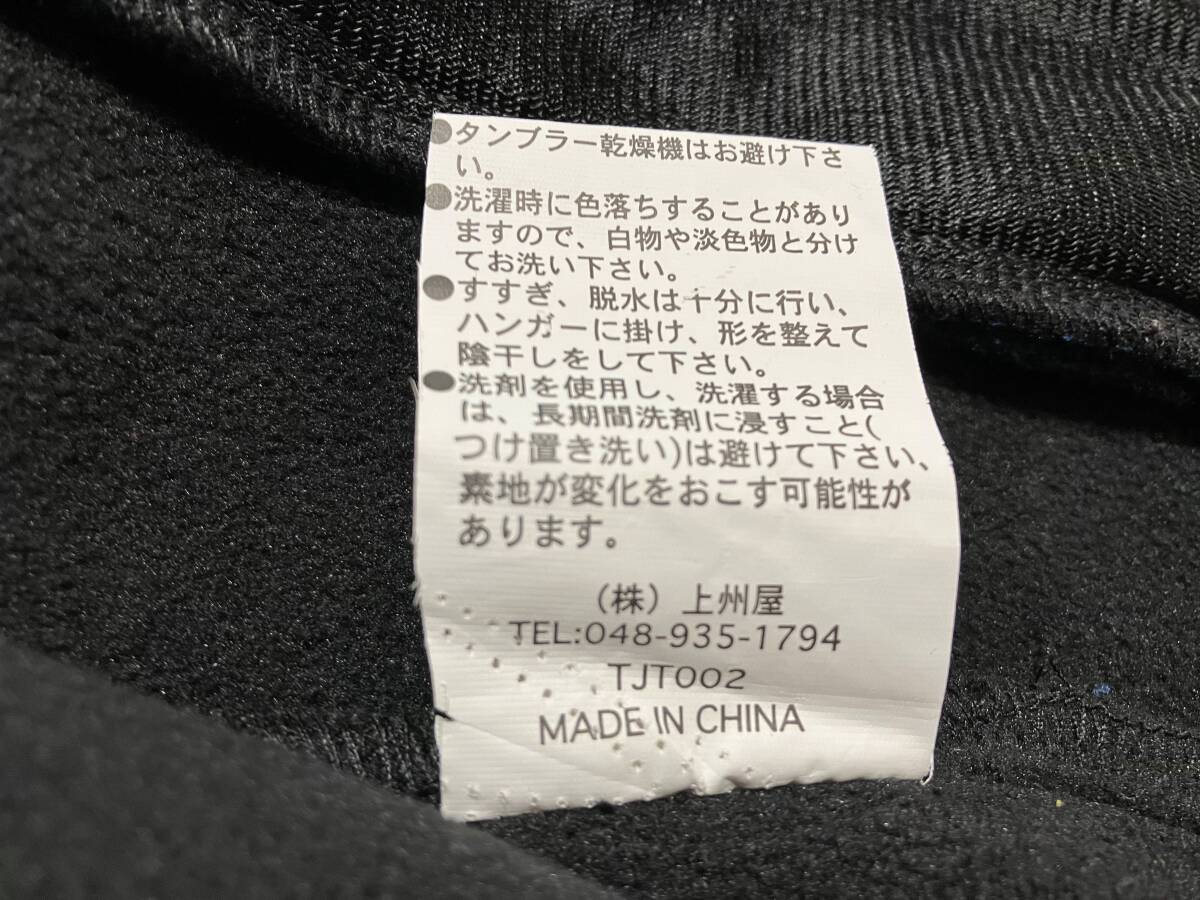 ●タンブラー乾燥機はお避け下さ
い。
●洗濯時に色落ちすることがあり
ますので、白物や淡色物と分け
てお洗い下さい。
●すすぎ、脱水は十分に行い、
ハンガーに掛け、形を整えて
陰干しをして下さい。
●洗剤を使用し、洗濯する場合
は、長期間洗剤に浸すこと(
つけ置き洗い)は避けて下さい、
素地が変化をおこす可能性が
あります。
（株）上州屋
TEL:048-935-1794
TJT002
MADE IN CHINA